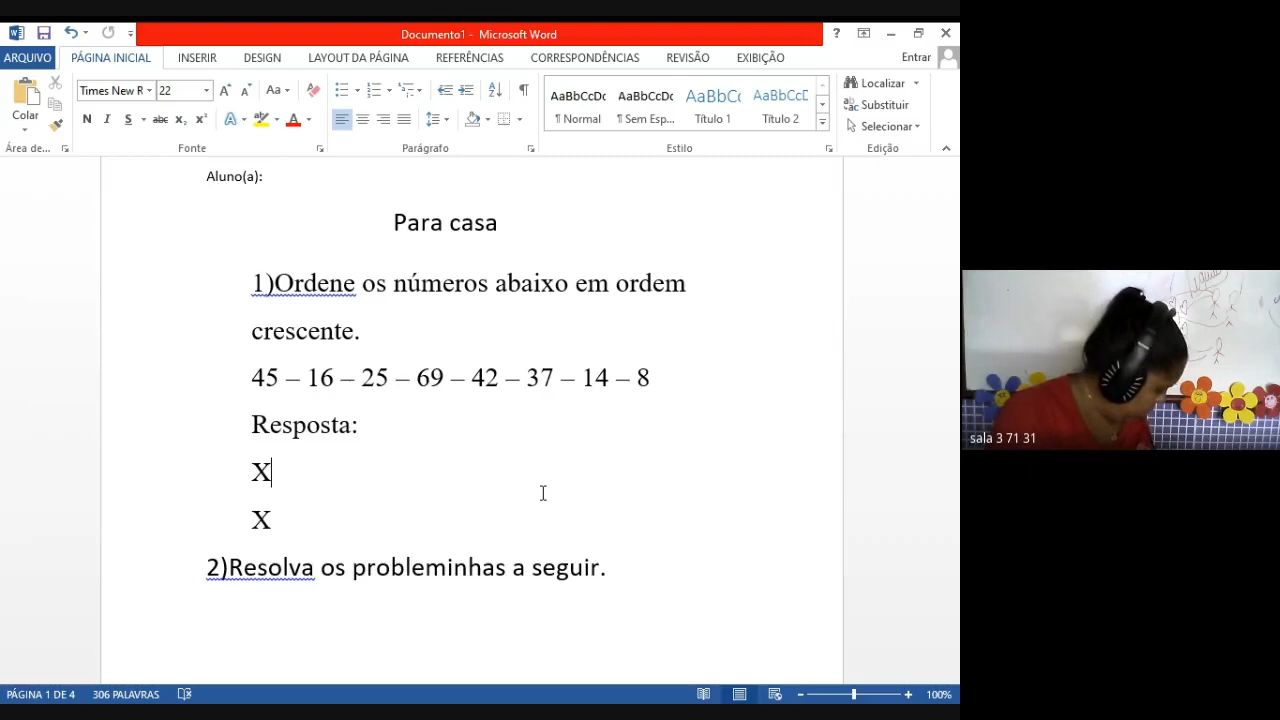 Documento1 - Microsoft Word
ARQUIVO PÁGINA INICIAL INSERIR DESIGN LAYOUT DA PÁGINA REFERÊNCIAS CORRESPONDÊNCIAS REVISÃO EXIBIÇÃO Entrar
Times New R 22 Aa AaBbCcDc AaBbCcDc AaBbCc AaBbCcD Localizar
Colar N I S abc x₂ x² A A ¶ Normal ¶ Sem Esp... Título 1 Título 2 Substituir
Selecionar
Área de... Fonte Parágrafo Estilo Edição
Aluno(a):
Para casa
1)Ordene os números abaixo em ordem
crescente.
45 – 16 – 25 – 69 – 42 – 37 – 14 – 8
Resposta:
X
X
2)Resolva os probleminhas a seguir.
sala 3 71 31
PÁGINA 1 DE 4 306 PALAVRAS 100%